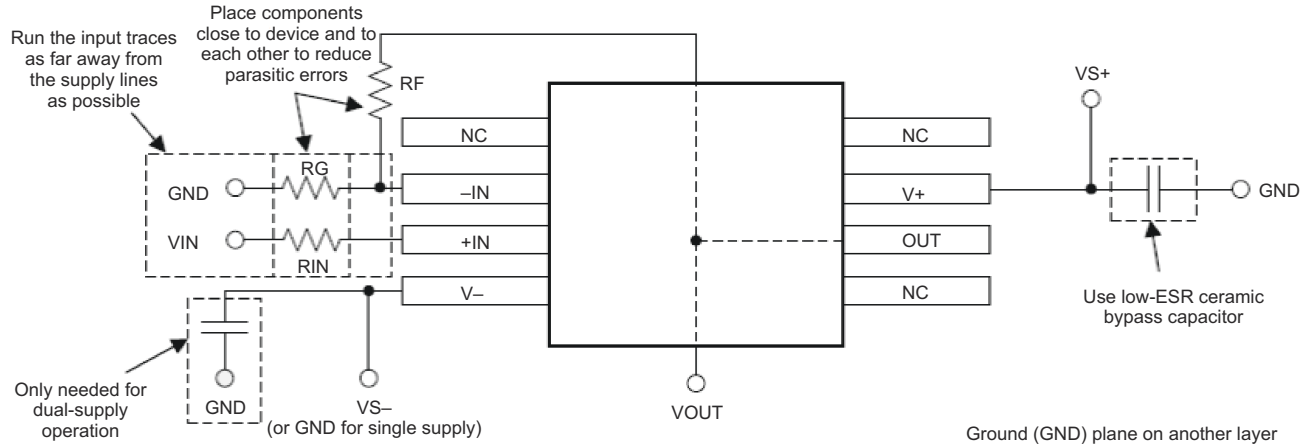 Run the input traces
as far away from
the supply lines
as possible
Place components
close to device and to
each other to reduce
parasitic errors
RF
VS+
NC
NC
RG
GND
–IN
V+
GND
VIN
+IN
OUT
RIN
V–
NC
Use low-ESR ceramic
bypass capacitor
Only needed for
dual-supply
operation
GND
VS–
(or GND for single supply)
VOUT
Ground (GND) plane on another layer